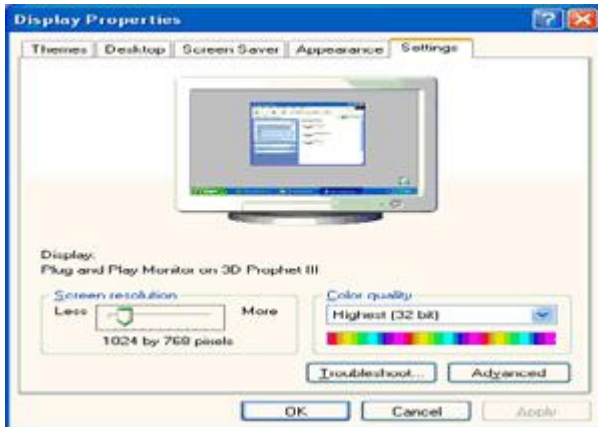 Display Properties
Themes Desktop Screen Saver Appearance Settings
Display:
Plug and Play Monitor on 3D Prophet III
Screen resolution
Less More
1024 by 768 pixels
Color quality
Highest (32 bit)
Troubleshoot... Advanced
OK Cancel Apply